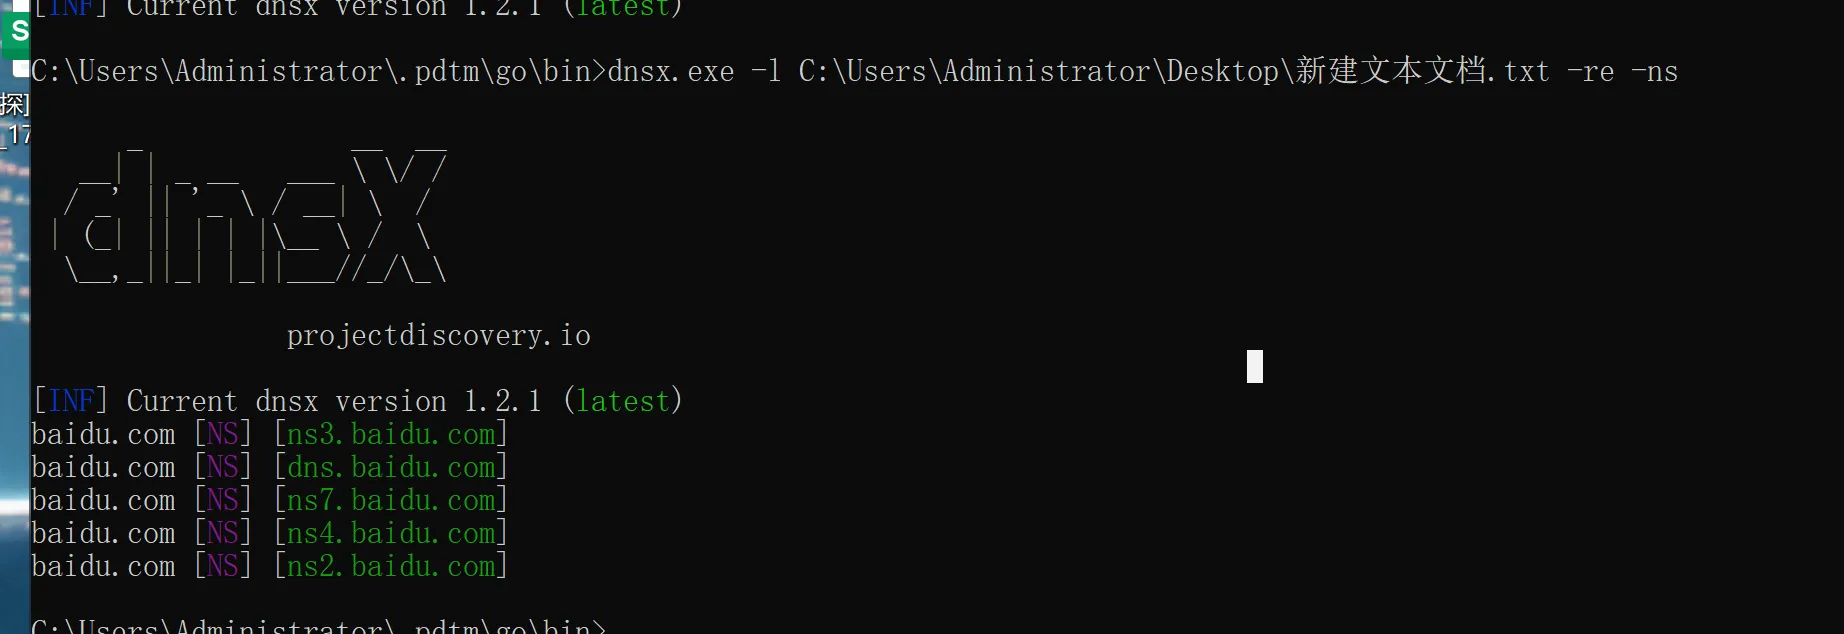 [INF] Current dnsx version 1.2.1 (latest)
S
C:\Users\Administrator\.pdtm\go\bin>dnsx.exe -l C:\Users\Administrator\Desktop\新建文本文档.txt -re -ns
探]
_17
dnsX
projectdiscovery.io
[INF] Current dnsx version 1.2.1 (latest)
baidu.com [NS] [ns3.baidu.com]
baidu.com [NS] [dns.baidu.com]
baidu.com [NS] [ns7.baidu.com]
baidu.com [NS] [ns4.baidu.com]
baidu.com [NS] [ns2.baidu.com]
C:\Users\Administrator\.pdtm\go\bin>